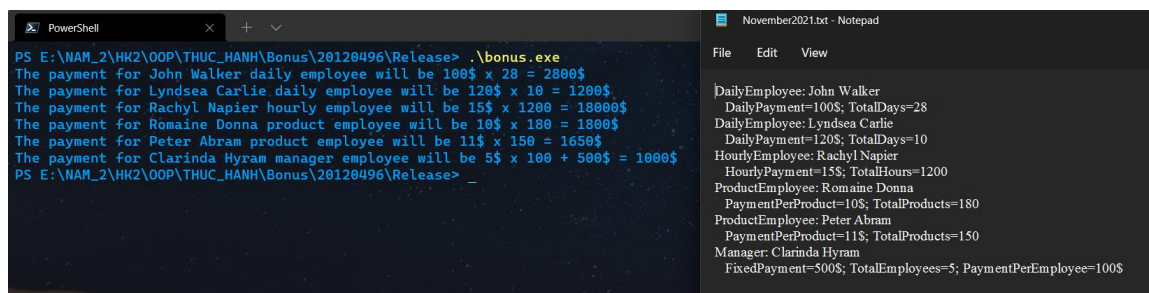 PowerShell
PS E:\NAM_2\HK2\OOP\THUC_HANH\Bonus\20120496\Release> .\bonus.exe
The payment for John Walker daily employee will be 100$ x 28 = 2800$
The payment for Lyndsea Carlie daily employee will be 120$ x 10 = 1200$
The payment for Rachyl Napier hourly employee will be 15$ x 1200 = 18000$
The payment for Romaine Donna product employee will be 10$ x 180 = 1800$
The payment for Peter Abram product employee will be 11$ x 150 = 1650$
The payment for Clarinda Hyram manager employee will be 5$ x 100 + 500$ = 1000$
PS E:\NAM_2\HK2\OOP\THUC_HANH\Bonus\20120496\Release> _
November2021.txt - Notepad
File Edit View
DailyEmployee: John Walker
DailyPayment=100$; TotalDays=28
DailyEmployee: Lyndsea Carlie
DailyPayment=120$; TotalDays=10
HourlyEmployee: Rachyl Napier
HourlyPayment=15$; TotalHours=1200
ProductEmployee: Romaine Donna
PaymentPerProduct=10$; TotalProducts=180
ProductEmployee: Peter Abram
PaymentPerProduct=11$; TotalProducts=150
Manager: Clarinda Hyram
FixedPayment=500$; TotalEmployees=5; PaymentPerEmployee=100$